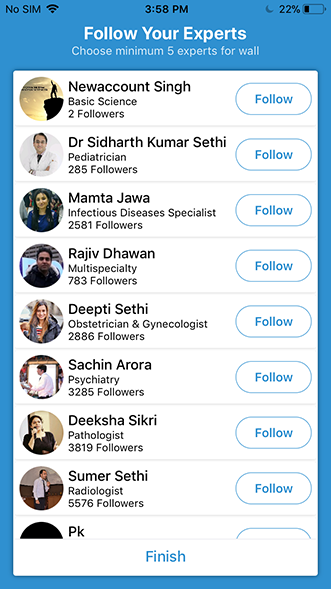 No SIM 3:58 PM 22%
Follow Your Experts
Choose minimum 5 experts for wall
Newaccount Singh
Basic Science
2 Followers
Follow
Dr Sidharth Kumar Sethi
Pediatrician
285 Followers
Follow
Mamta Jawa
Infectious Diseases Specialist
2581 Followers
Follow
Rajiv Dhawan
Multispecialty
783 Followers
Follow
Deepti Sethi
Obstetrician & Gynecologist
2886 Followers
Follow
Sachin Arora
Psychiatry
3285 Followers
Follow
Deeksha Sikri
Pathologist
3819 Followers
Follow
Sumer Sethi
Radiologist
5576 Followers
Follow
Pk
Finish